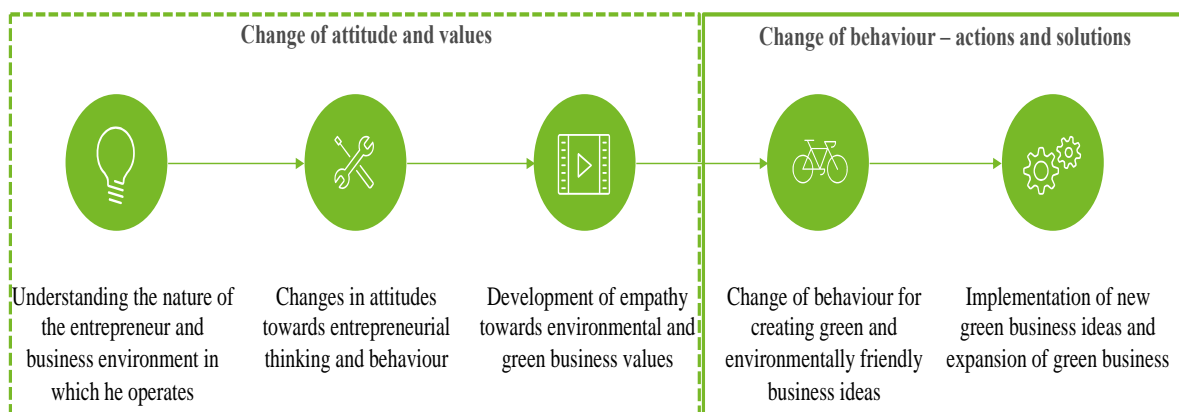 Change of attitude and values
Change of behaviour – actions and solutions
Understanding the nature of
the entrepreneur and
business environment in
which he operates
Changes in attitudes
towards entrepreneurial
thinking and behaviour
Development of empathy
towards environmental and
green business values
Change of behaviour for
creating green and
environmentally friendly
business ideas
Implementation of new
green business ideas and
expansion of green business